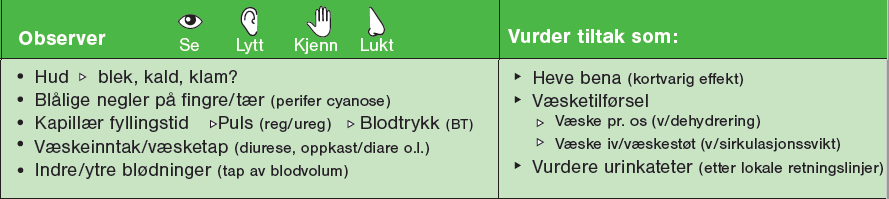 Observer
Se Lytt Kjenn Lukt
• Hud ▹ blek, kald, klam?
• Blålige negler på fingre/tær (perifer cyanose)
• Kapillær fyllingstid ▹Puls (reg/ureg) ▹ Blodtrykk (BT)
• Væskeinntak/væsketap (diurese, oppkast/diare o.l.)
• Indre/ytre blødninger (tap av blodvolum)
Vurder tiltak som:
▸ Heve bena (kortvarig effekt)
▸ Væsketilførsel
▹ Væske pr. os (v/dehydrering)
▹ Væske iv/væskestøt (v/sirkulasjonssvikt)
▸ Vurdere urinkateter (etter lokale retningslinjer)